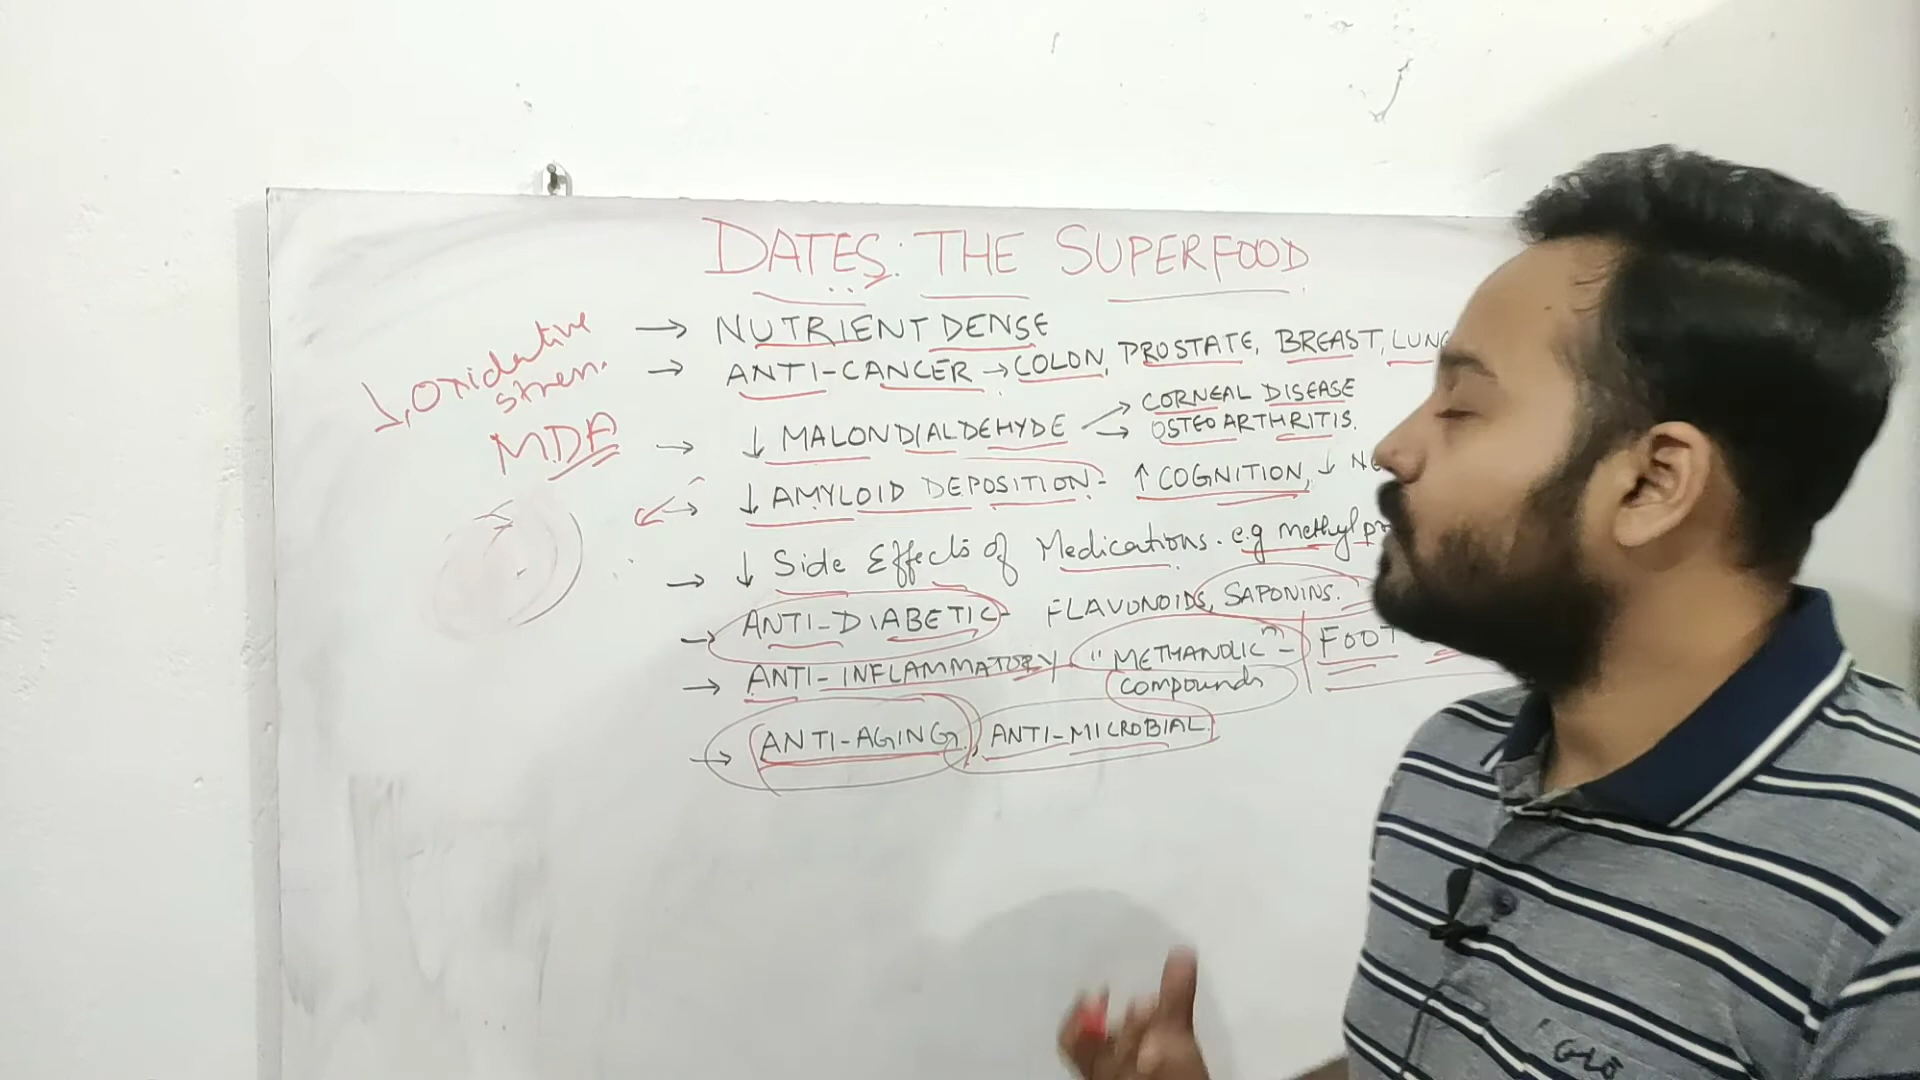 DATES: THE SUPERFOOD
↓ oxidative
stress.
MDA
→ NUTRIENT DENSE
→ ANTI-CANCER → COLON, PROSTATE, BREAST, LUNG
→ ↓ MALONDIALDEHYDE → CORNEAL DISEASE
→ OSTEOARTHRITIS.
→ ↓ AMYLOID DEPOSITION - ↑ COGNITION, ↓
→ ↓ Side Effects of Medications. e.g
→ ANTI-DIABETIC - FLAVONOIDS, SAPONINS.
→ ANTI-INFLAMMATORY "METHANOLIC" - FOOT
compounds
→ ANTI-AGING, ANTI-MICROBIAL.